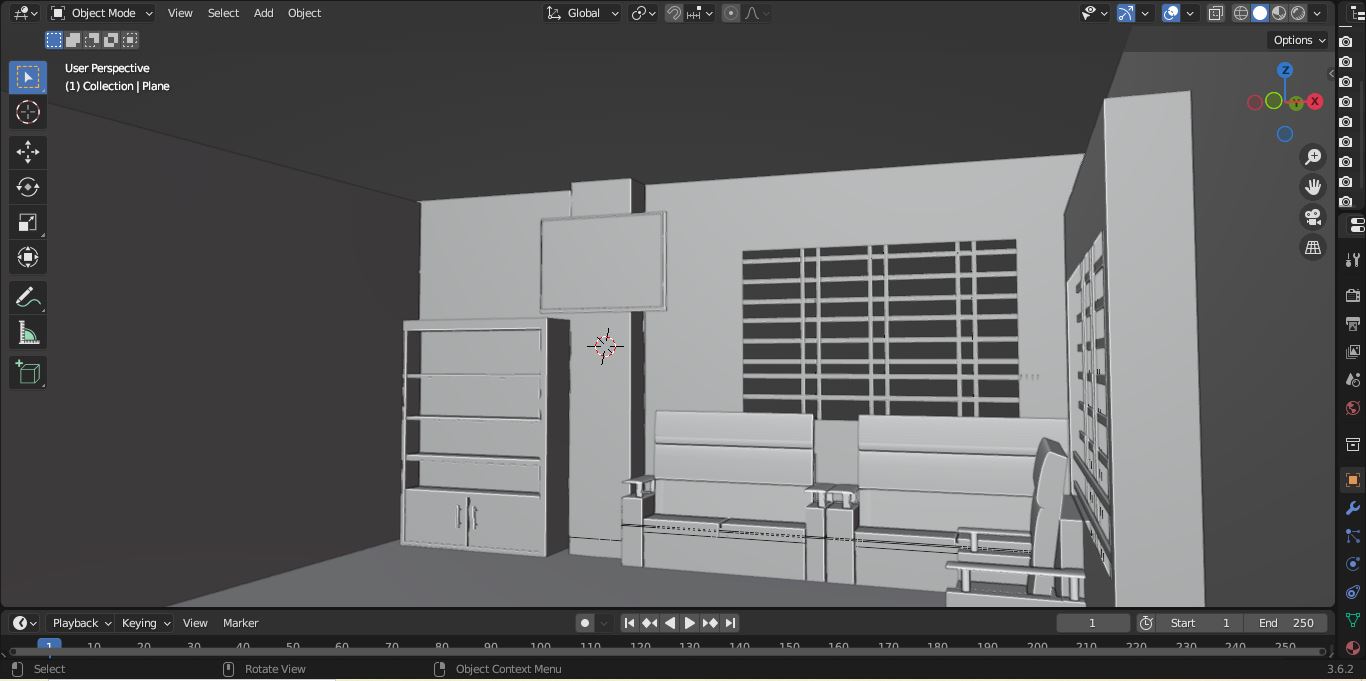 Object Mode View Select Add Object Global
Options
User Perspective
(1) Collection | Plane
Z
Y X
Playback Keying View Marker 1 Start 1 End 250
1 10 20 30 40 50 60 70 80 90 100 110 120 130 140 150 160 170 180 190 200 210 220 230 240 250
Select Rotate View Object Context Menu 3.6.2